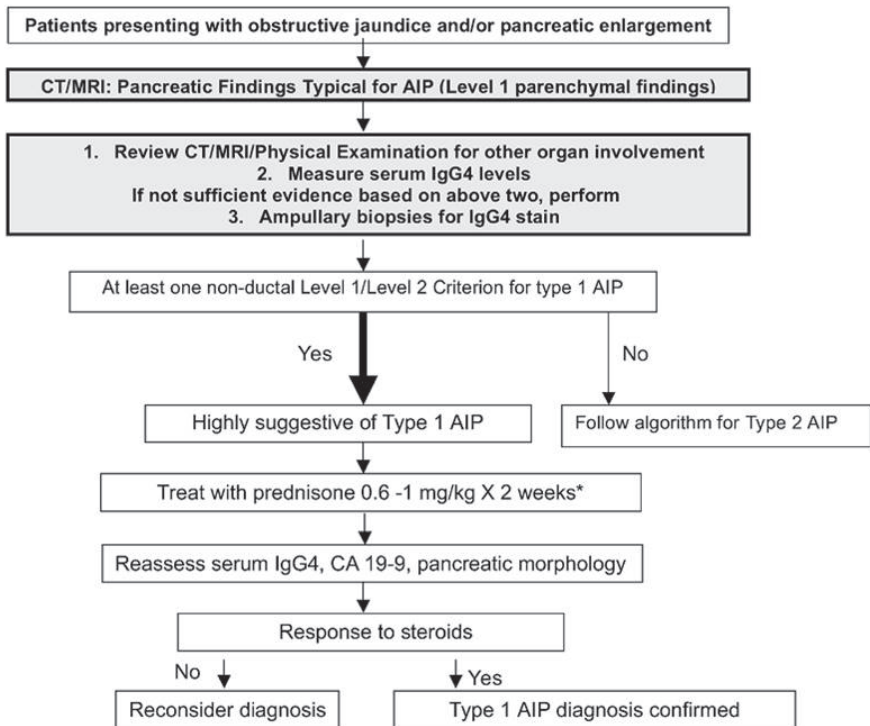 Patients presenting with obstructive jaundice and/or pancreatic enlargement
CT/MRI: Pancreatic Findings Typical for AIP (Level 1 parenchymal findings)
1. Review CT/MRI/Physical Examination for other organ involvement
2. Measure serum IgG4 levels
If not sufficient evidence based on above two, perform
3. Ampullary biopsies for IgG4 stain
At least one non-ductal Level 1/Level 2 Criterion for type 1 AIP
Yes
No
Highly suggestive of Type 1 AIP
Follow algorithm for Type 2 AIP
Treat with prednisone 0.6 -1 mg/kg X 2 weeks*
Reassess serum IgG4, CA 19-9, pancreatic morphology
Response to steroids
No
Yes
Reconsider diagnosis
Type 1 AIP diagnosis confirmed